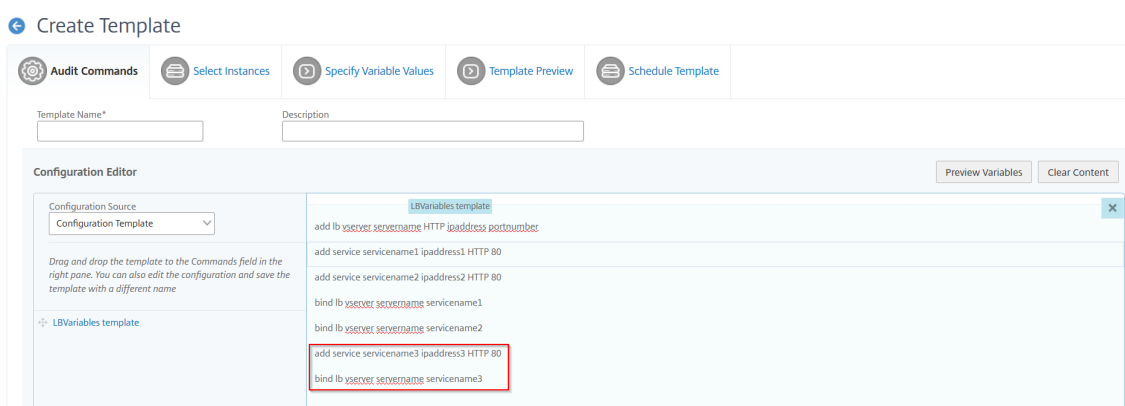 Create Template
Audit Commands
Select Instances
Specify Variable Values
Template Preview
Schedule Template
Template Name*
Description
Configuration Editor
Preview Variables
Clear Content
Configuration Source
Configuration Template
Drag and drop the template to the Commands field in the
right pane. You can also edit the configuration and save the
template with a different name
LBVariables template
LBVariables template
add lb vserver servername HTTP ipaddress portnumber
add service servicename1 ipaddress1 HTTP 80
add service servicename2 ipaddress2 HTTP 80
bind lb vserver servername servicename1
bind lb vserver servername servicename2
add service servicename3 ipaddress3 HTTP 80
bind lb vserver servername servicename3